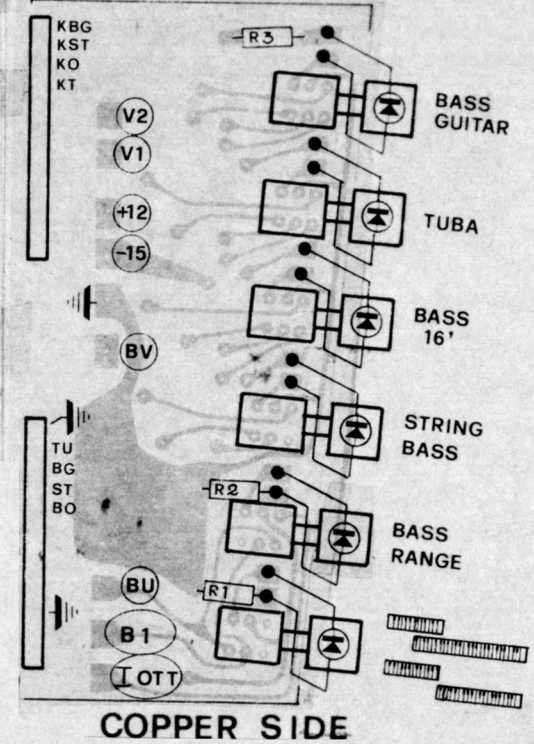 KBG
KST
KO
KT
R3
BASS
GUITAR
V2
V1
TUBA
+12
-15
BASS
16'
BV
STRING
BASS
TU
BG
ST
BO
R2
BASS
RANGE
BU
R1
B1
IOTT
COPPER SIDE